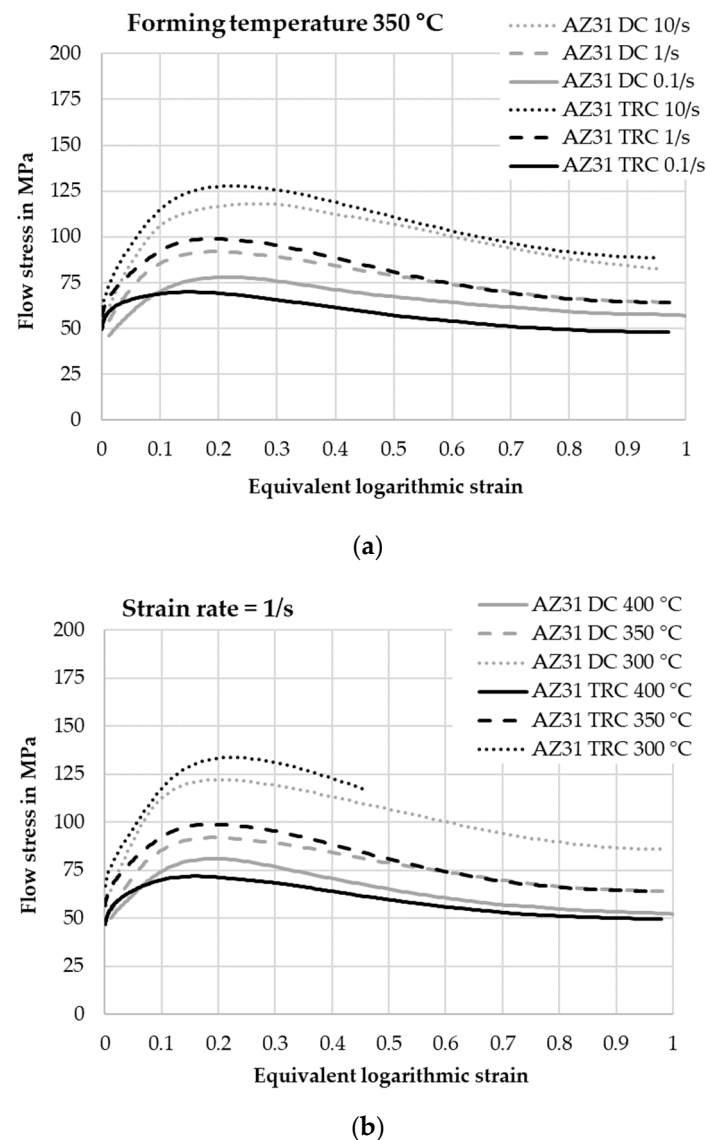 Forming temperature 350 °C
AZ31 DC 10/s
AZ31 DC 1/s
AZ31 DC 0.1/s
AZ31 TRC 10/s
AZ31 TRC 1/s
AZ31 TRC 0.1/s
200
175
150
125
100
75
50
25
0
Flow stress in MPa
0 0.1 0.2 0.3 0.4 0.5 0.6 0.7 0.8 0.9 1
Equivalent logarithmic strain
(a)
Strain rate = 1/s
AZ31 DC 400 °C
AZ31 DC 350 °C
AZ31 DC 300 °C
AZ31 TRC 400 °C
AZ31 TRC 350 °C
AZ31 TRC 300 °C
200
175
150
125
100
75
50
25
0
Flow stress in MPa
0 0.1 0.2 0.3 0.4 0.5 0.6 0.7 0.8 0.9 1
Equivalent logarithmic strain
(b)